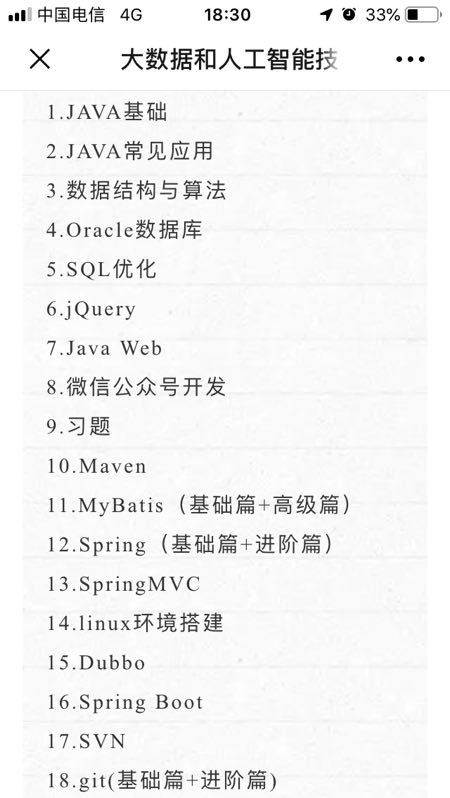 中国电信 4G 18:30 33%
大数据和人工智能技
1.JAVA基础
2.JAVA常见应用
3.数据结构与算法
4.Oracle数据库
5.SQL优化
6.jQuery
7.Java Web
8.微信公众号开发
9.习题
10.Maven
11.MyBatis（基础篇+高级篇）
12.Spring（基础篇+进阶篇）
13.SpringMVC
14.linux环境搭建
15.Dubbo
16.Spring Boot
17.SVN
18.git(基础篇+进阶篇)